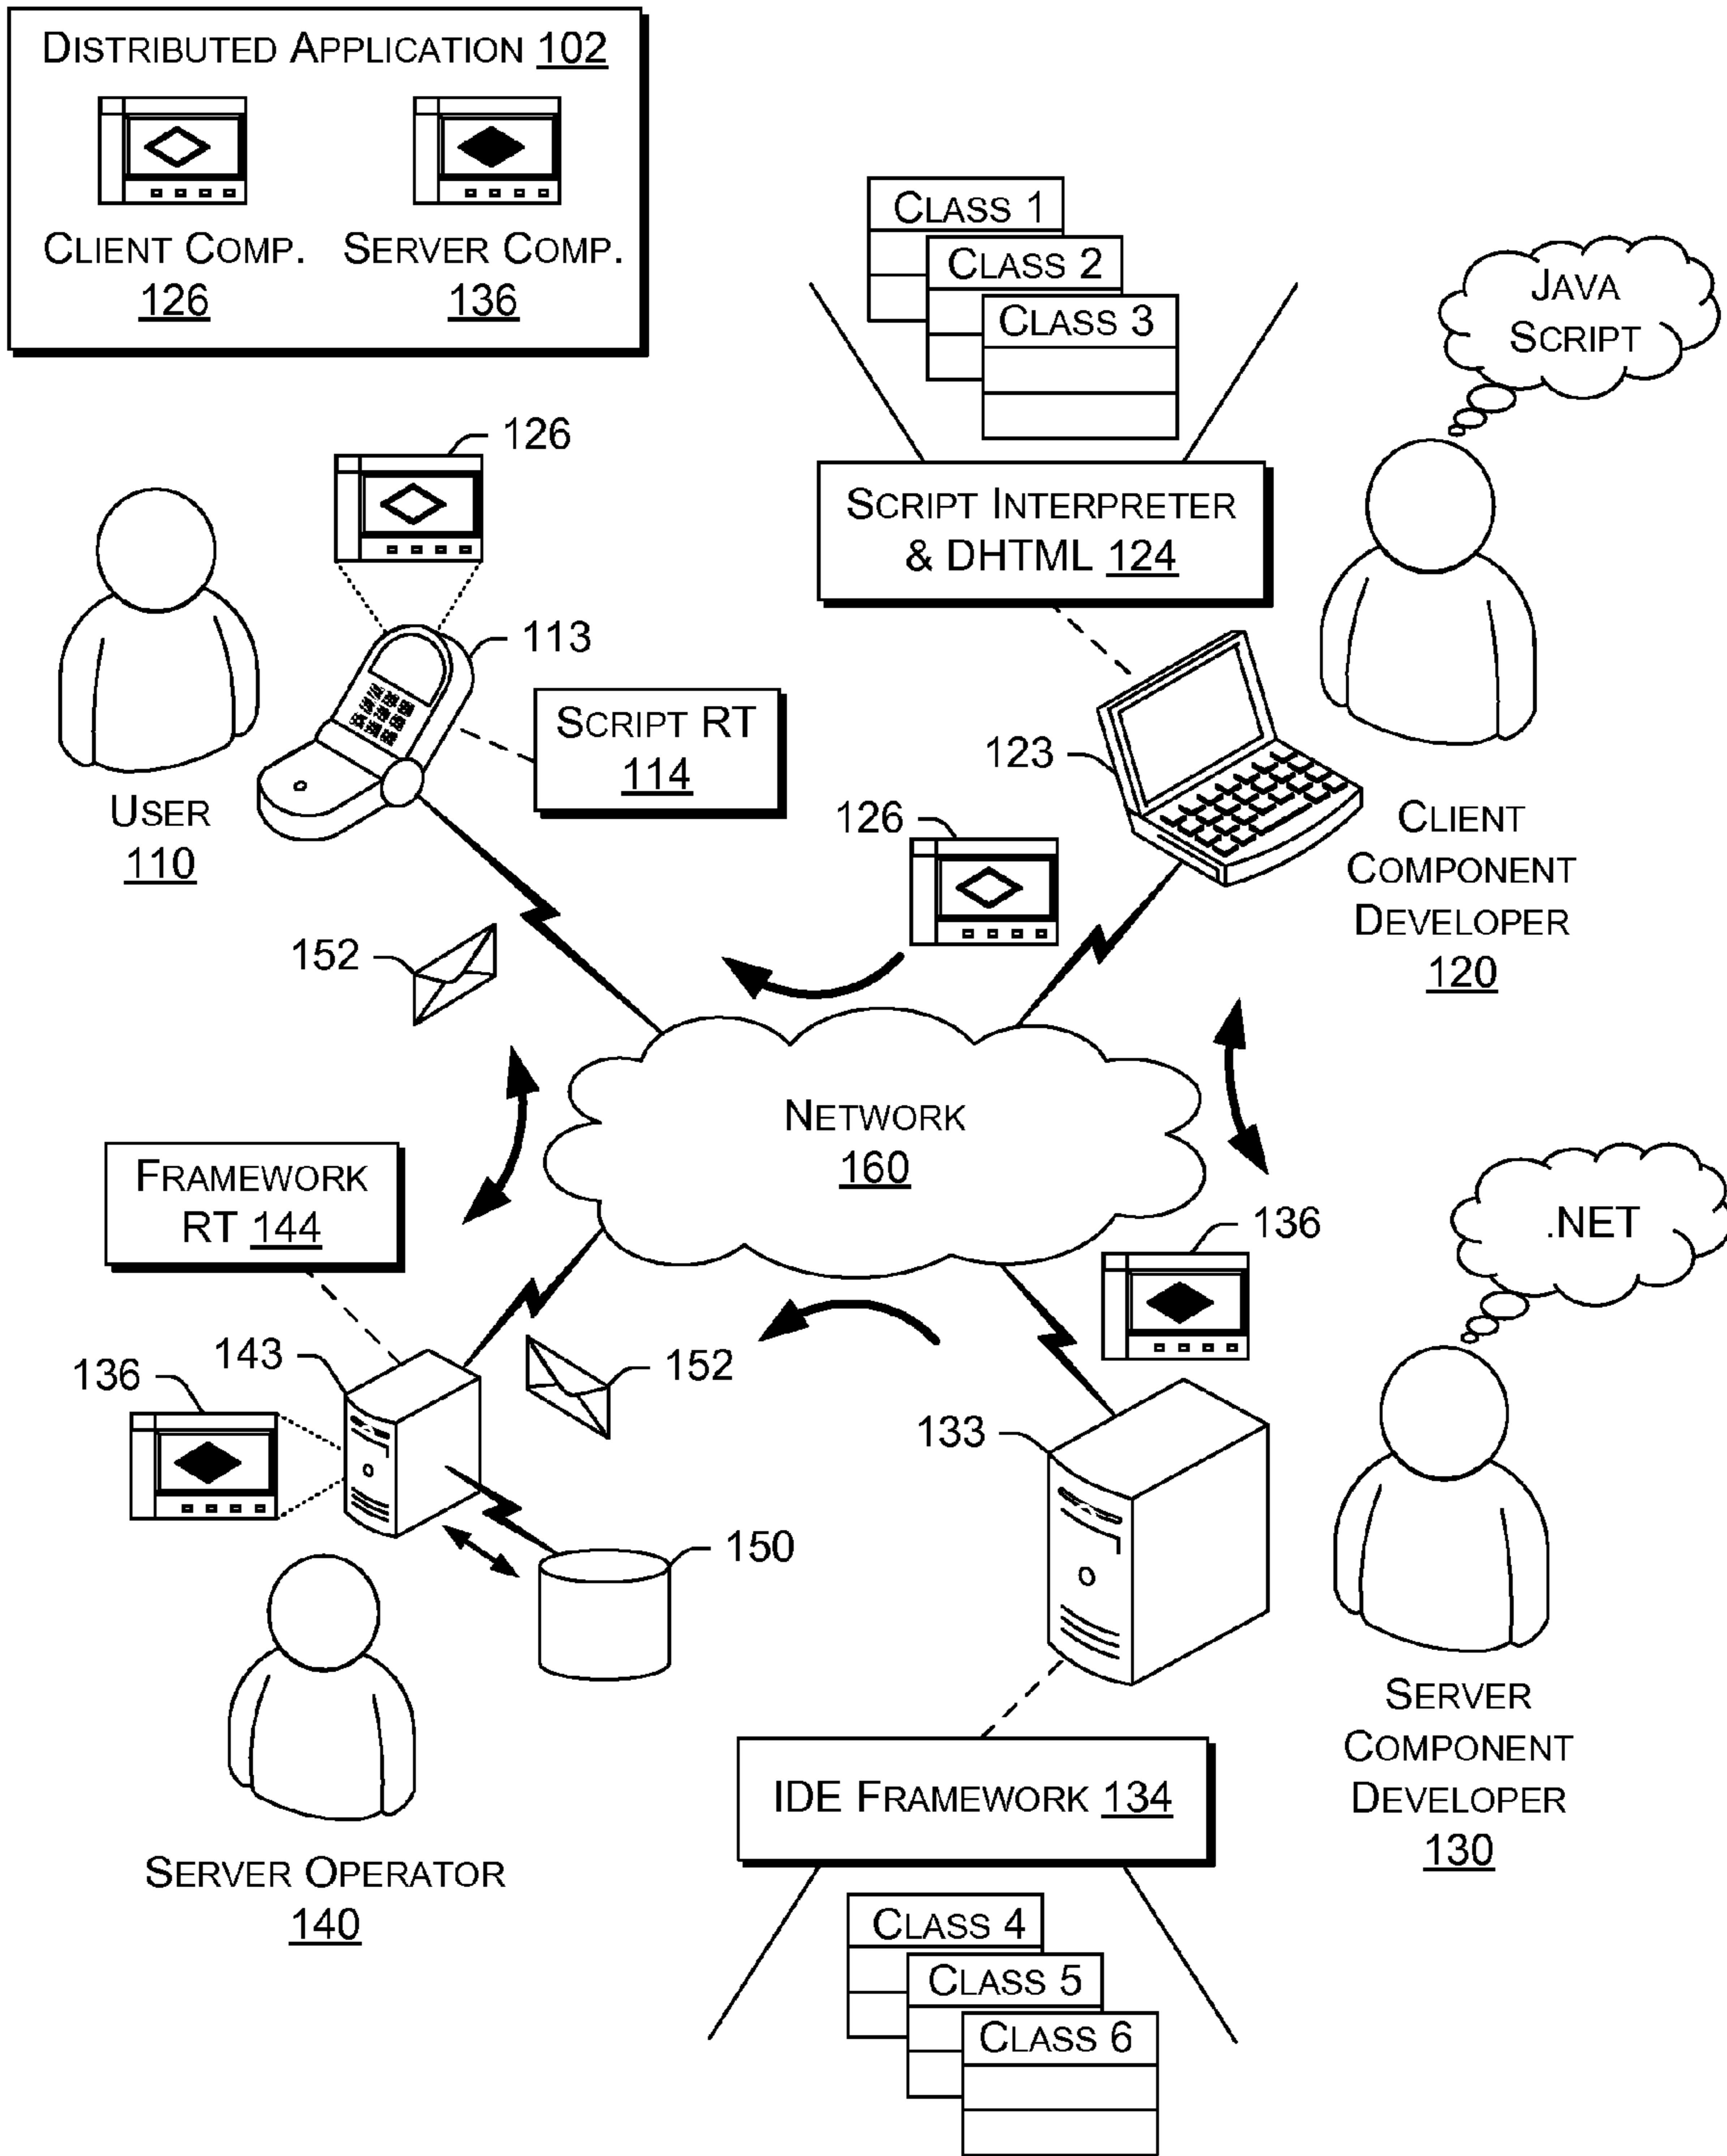 DISTRIBUTED APPLICATION 102
CLIENT COMP.
126
SERVER COMP.
136
CLASS 1
CLASS 2
CLASS 3
JAVA
SCRIPT
126
SCRIPT INTERPRETER
& DHTML 124
113
SCRIPT RT
114
123
USER
110
126
CLIENT
COMPONENT
DEVELOPER
120
152
NETWORK
160
FRAMEWORK
RT 144
136
.NET
143
136
152
133
150
SERVER
COMPONENT
DEVELOPER
130
IDE FRAMEWORK 134
SERVER OPERATOR
140
CLASS 4
CLASS 5
CLASS 6